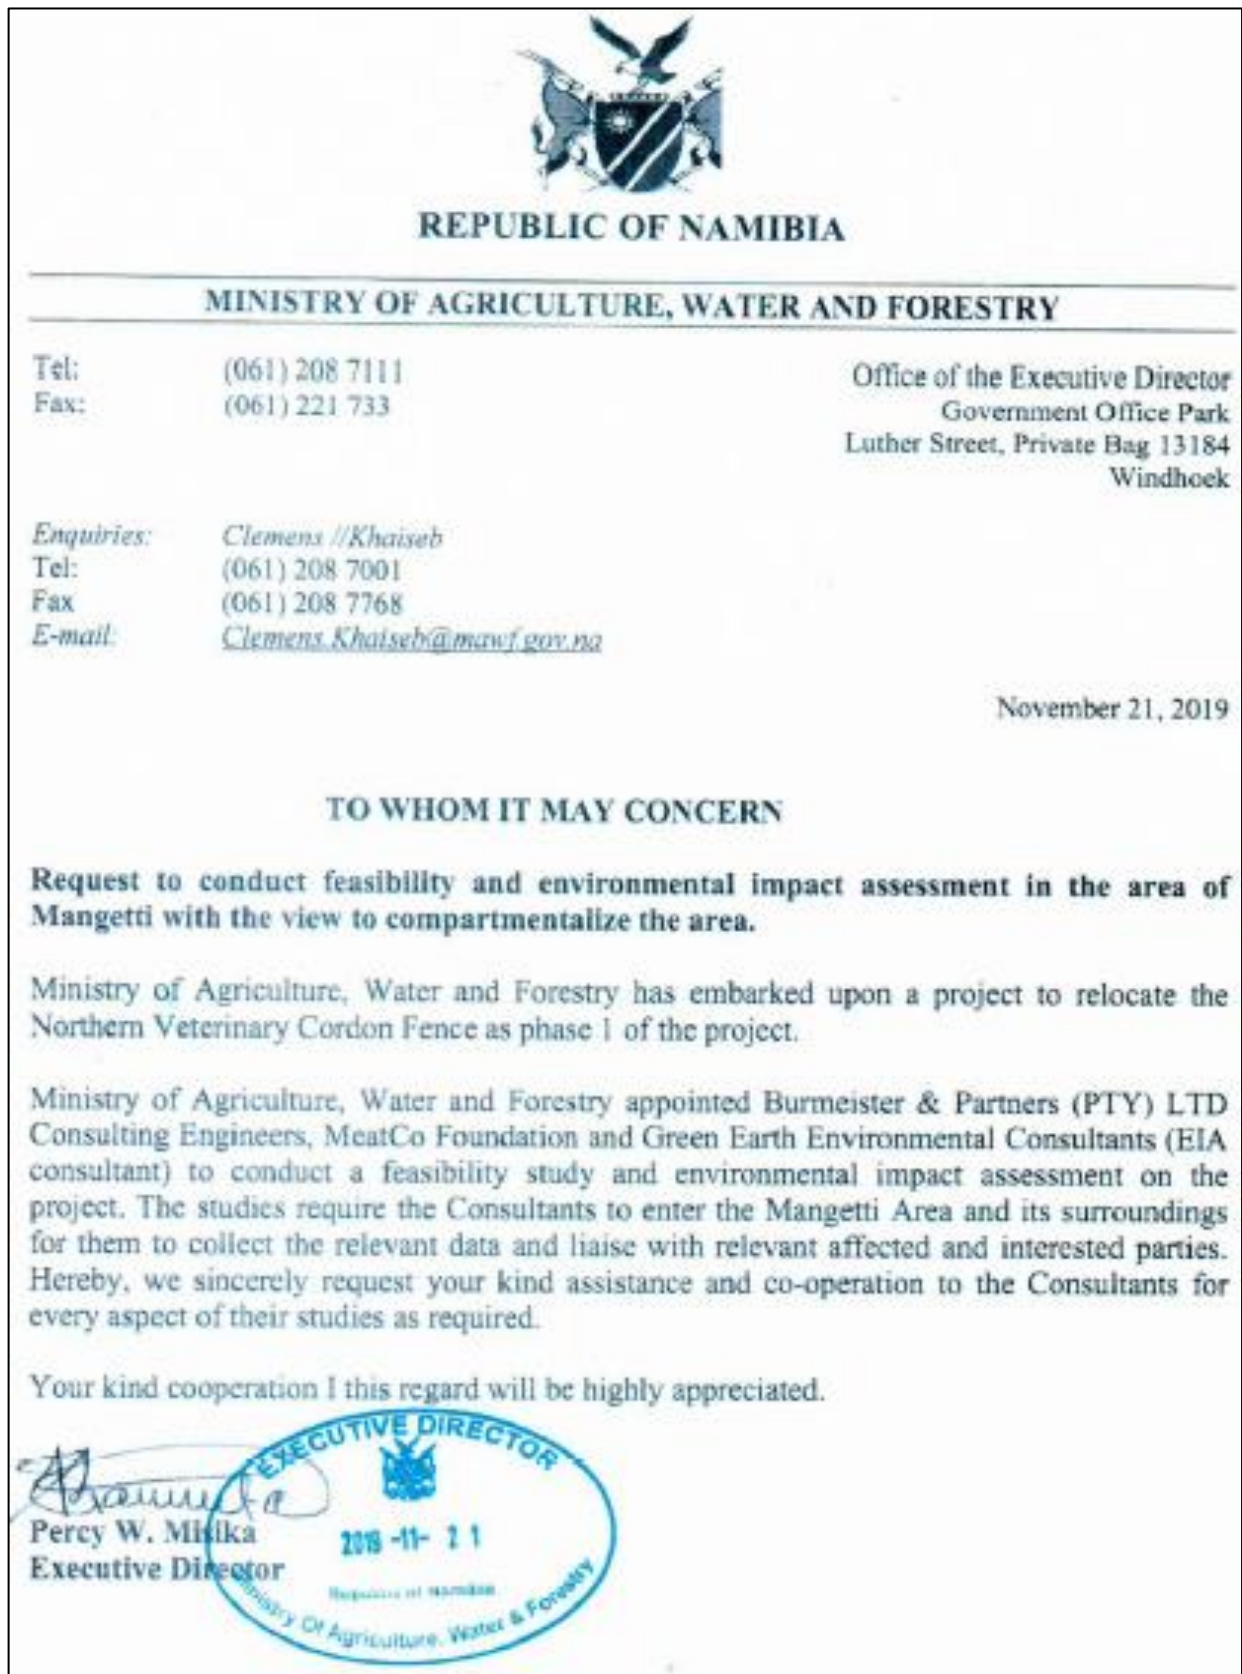 REPUBLIC OF NAMIBIA
MINISTRY OF AGRICULTURE, WATER AND FORESTRY
Tel: (061) 208 7111
Fax: (061) 221 733
Office of the Executive Director
Government Office Park
Luther Street, Private Bag 13184
Windhoek
Enquiries: Clemens //Khaiseb
Tel: (061) 208 7001
Fax (061) 208 7768
E-mail: Clemens.Khaiseb@mawf.gov.na
November 21, 2019
TO WHOM IT MAY CONCERN
Request to conduct feasibility and environmental impact assessment in the area of
Mangetti with the view to compartmentalize the area.
Ministry of Agriculture, Water and Forestry has embarked upon a project to relocate the
Northern Veterinary Cordon Fence as phase 1 of the project.
Ministry of Agriculture, Water and Forestry appointed Burmeister & Partners (PTY) LTD
Consulting Engineers, MeatCo Foundation and Green Earth Environmental Consultants (EIA
consultant) to conduct a feasibility study and environmental impact assessment on the
project. The studies require the Consultants to enter the Mangetti Area and its surroundings
for them to collect the relevant data and liaise with relevant affected and interested parties.
Hereby, we sincerely request your kind assistance and co-operation to the Consultants for
every aspect of their studies as required.
Your kind cooperation I this regard will be highly appreciated.
Percy W. Misika
Executive Director
EXECUTIVE DIRECTOR
2019 -11- 21
Republic of Namibia
Ministry Of Agriculture, Water & Forestry